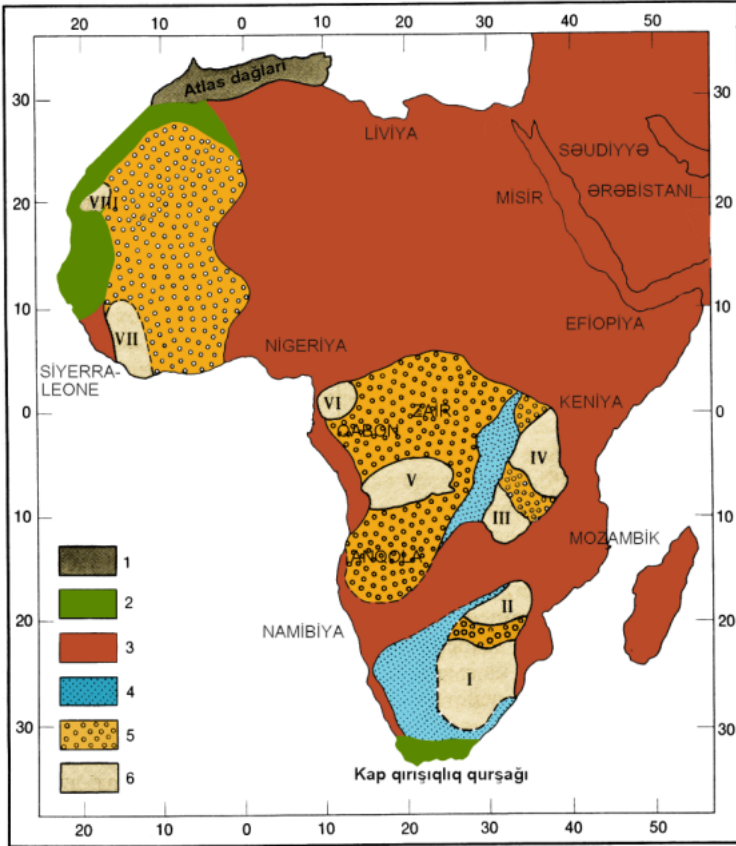 20 10 0 10 20 30 40 50
Atlas dağları
30 30
LİVİYA
SƏUDİYYƏ
ƏRƏBİSTANI
MİSİR
20 VIII 20
10 10
EFİOPİYA
VII
NİGERİYA
SİYERRA-
LEONE
VI ZAİR KENİYA
0 0
QABON
IV
V
III
10 10
MOZAMBİK
ANQOLA
1
2
II
20 20
NAMİBİYA
3
I
4
5
30 30
6
Kap qırışıqlıq qurşağı
20 10 0 10 20 30 40 50